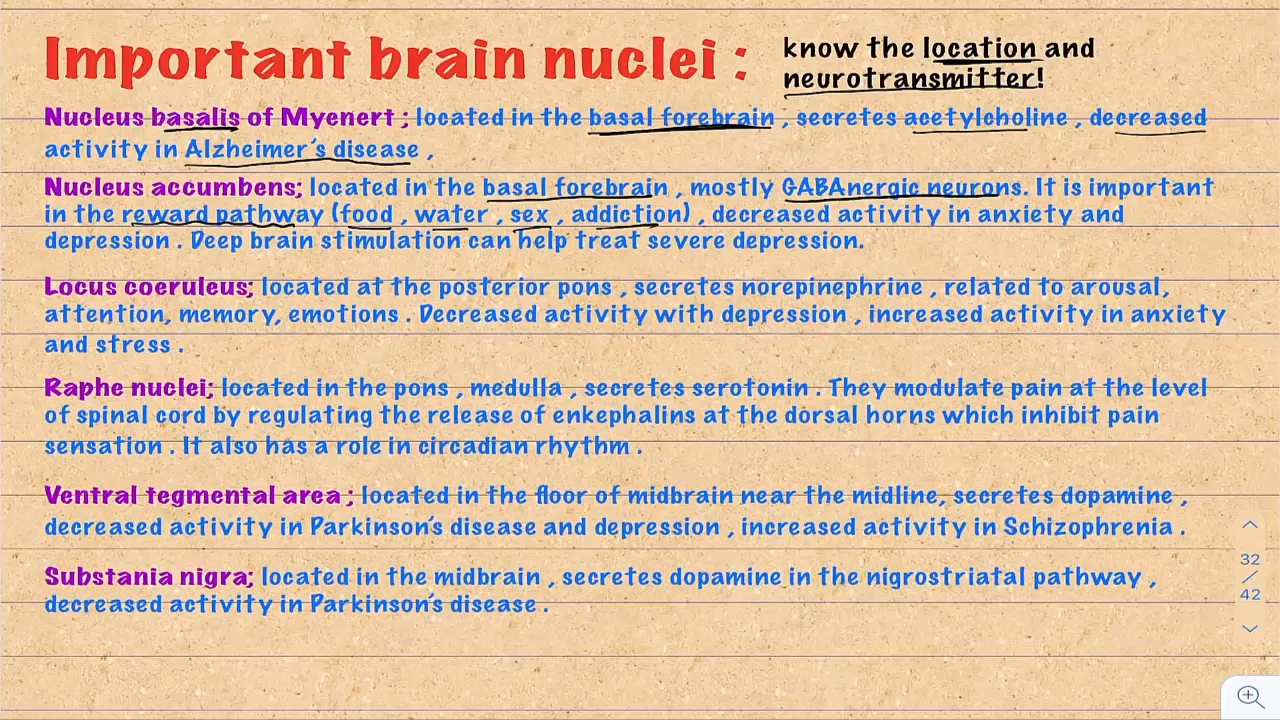 Important brain nuclei :
know the location and
neurotransmitter!
Nucleus basalis of Myenert ; located in the basal forebrain , secretes acetylcholine , decreased
activity in Alzheimer's disease ,
Nucleus accumbens; located in the basal forebrain , mostly GABAnergic neurons. It is important
in the reward pathway (food , water , sex , addiction) , decreased activity in anxiety and
depression . Deep brain stimulation can help treat severe depression.
Locus coeruleus; located at the posterior pons , secretes norepinephrine , related to arousal,
attention, memory, emotions . Decreased activity with depression , increased activity in anxiety
and stress .
Raphe nuclei; located in the pons , medulla , secretes serotonin . They modulate pain at the level
of spinal cord by regulating the release of enkephalins at the dorsal horns which inhibit pain
sensation . It also has a role in circadian rhythm .
Ventral tegmental area ; located in the floor of midbrain near the midline, secretes dopamine ,
decreased activity in Parkinson's disease and depression , increased activity in Schizophrenia .
Substania nigra; located in the midbrain , secretes dopamine in the nigrostriatal pathway ,
decreased activity in Parkinson's disease .
32
/
42